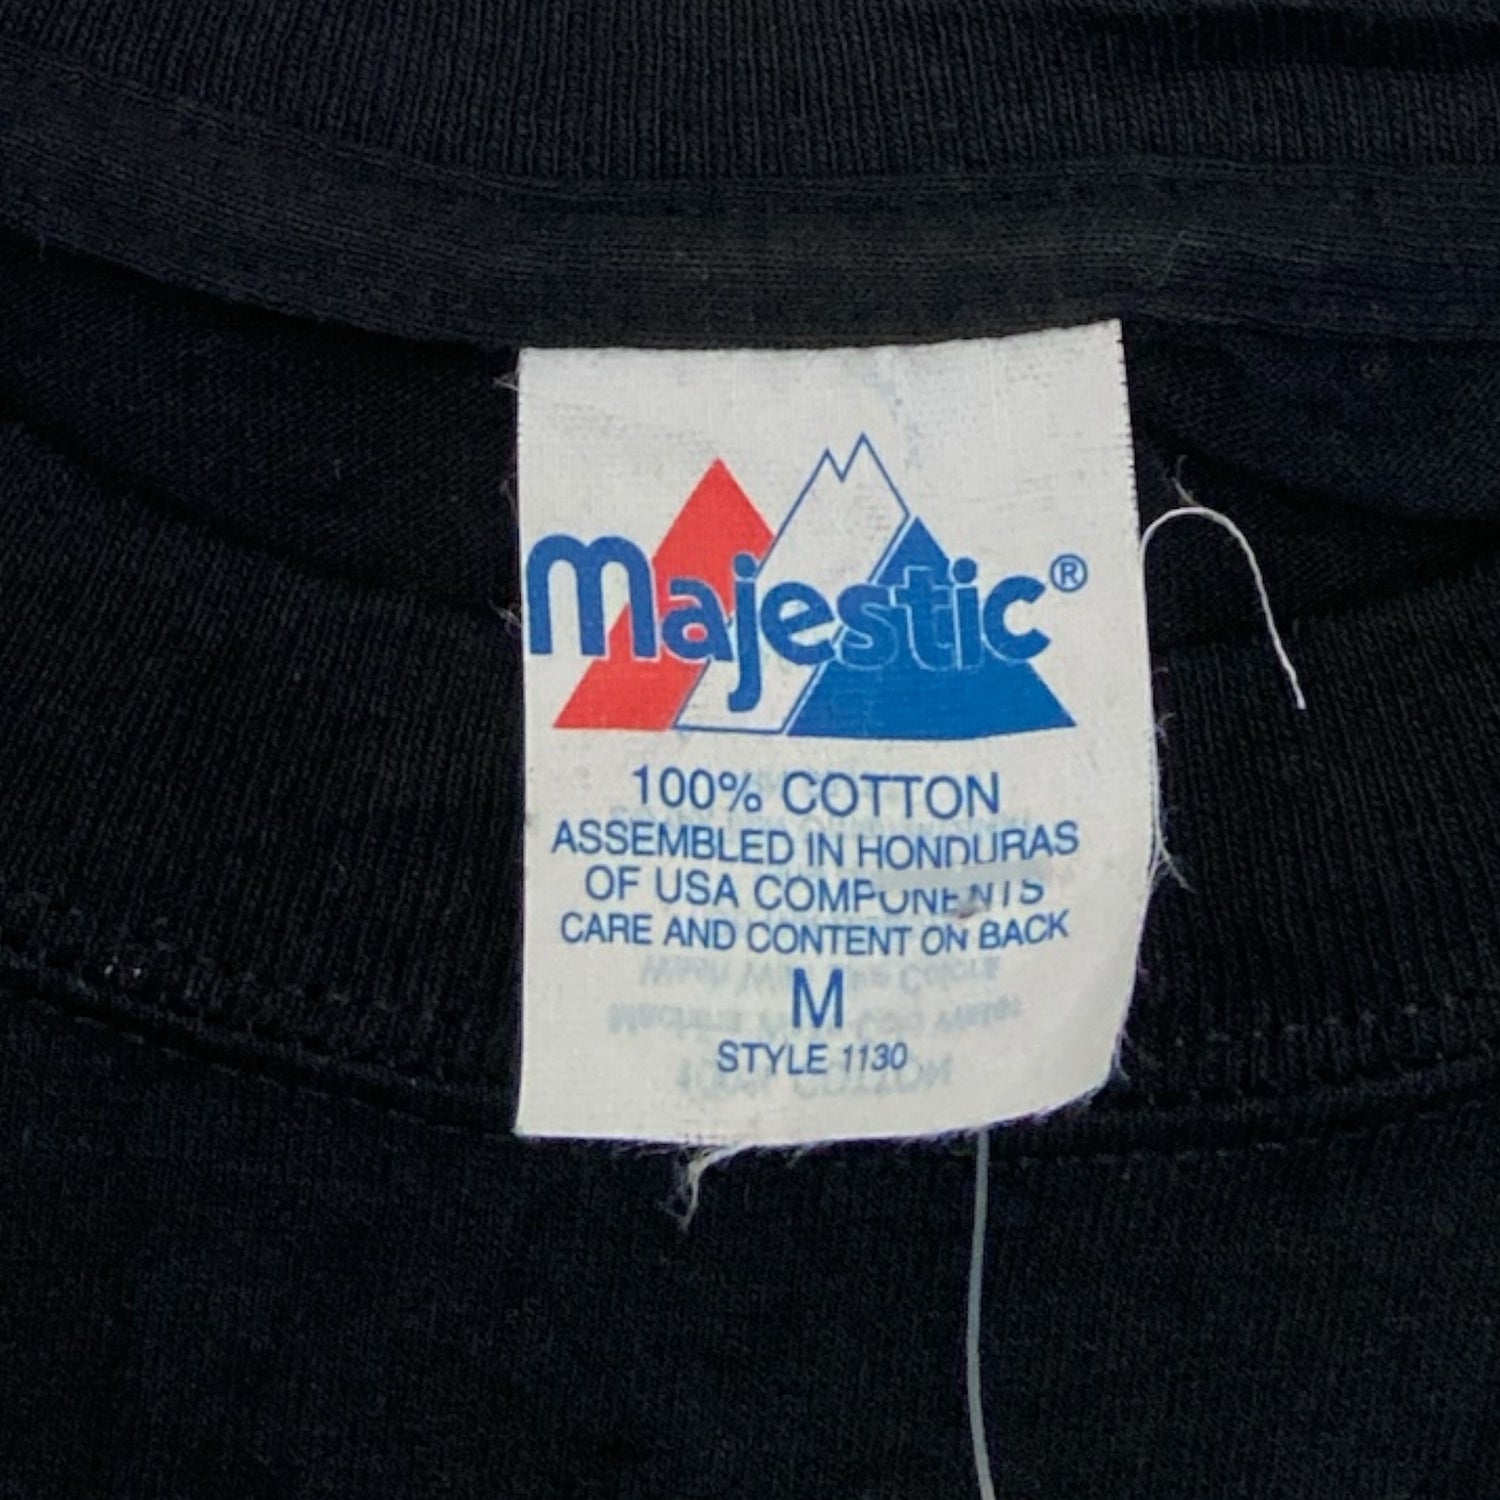 majestic®
100% COTTON
ASSEMBLED IN HONDURAS
OF USA COMPONENTS
CARE AND CONTENT ON BACK
M
STYLE 1130